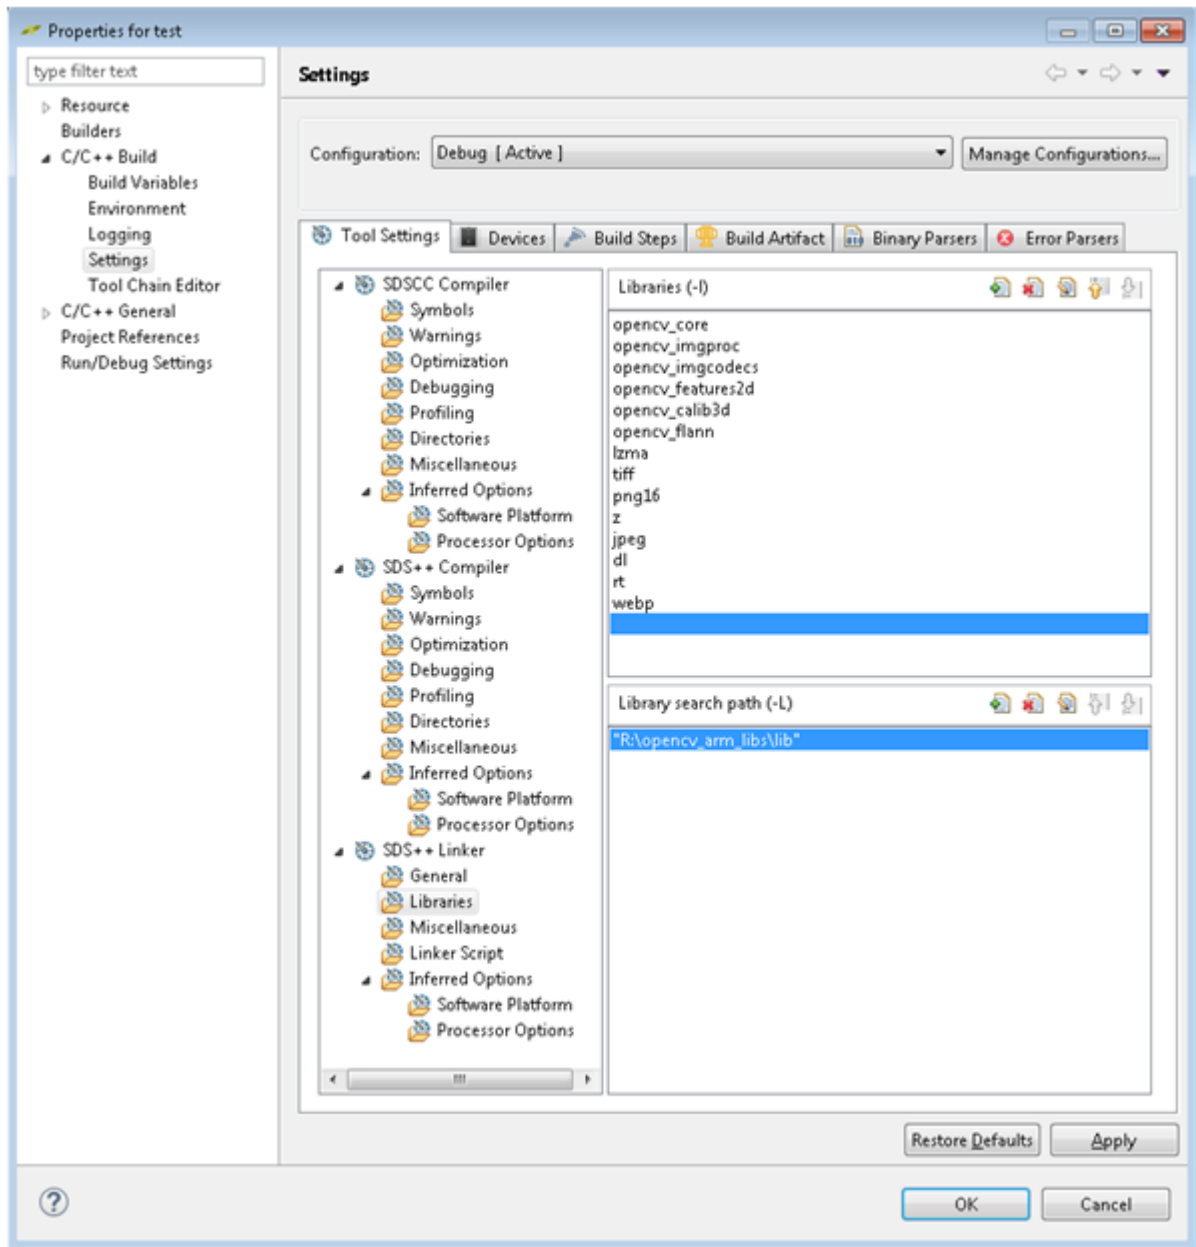 Properties for test
type filter text
Resource
Builders
C/C++ Build
Build Variables
Environment
Logging
Settings
Tool Chain Editor
C/C++ General
Project References
Run/Debug Settings
Settings
Configuration: Debug [ Active ] Manage Configurations...
Tool Settings Devices Build Steps Build Artifact Binary Parsers Error Parsers
SDSCC Compiler
Symbols
Warnings
Optimization
Debugging
Profiling
Directories
Miscellaneous
Inferred Options
Software Platform
Processor Options
SDS++ Compiler
Symbols
Warnings
Optimization
Debugging
Profiling
Directories
Miscellaneous
Inferred Options
Software Platform
Processor Options
SDS++ Linker
General
Libraries
Miscellaneous
Linker Script
Inferred Options
Software Platform
Processor Options
Libraries (-l)
opencv_core
opencv_imgproc
opencv_imgcodecs
opencv_features2d
opencv_calib3d
opencv_flann
lzma
tiff
png16
z
jpeg
dl
rt
webp
Library search path (-L)
"R:\opencv_arm_libs\lib"
Restore Defaults Apply
OK Cancel